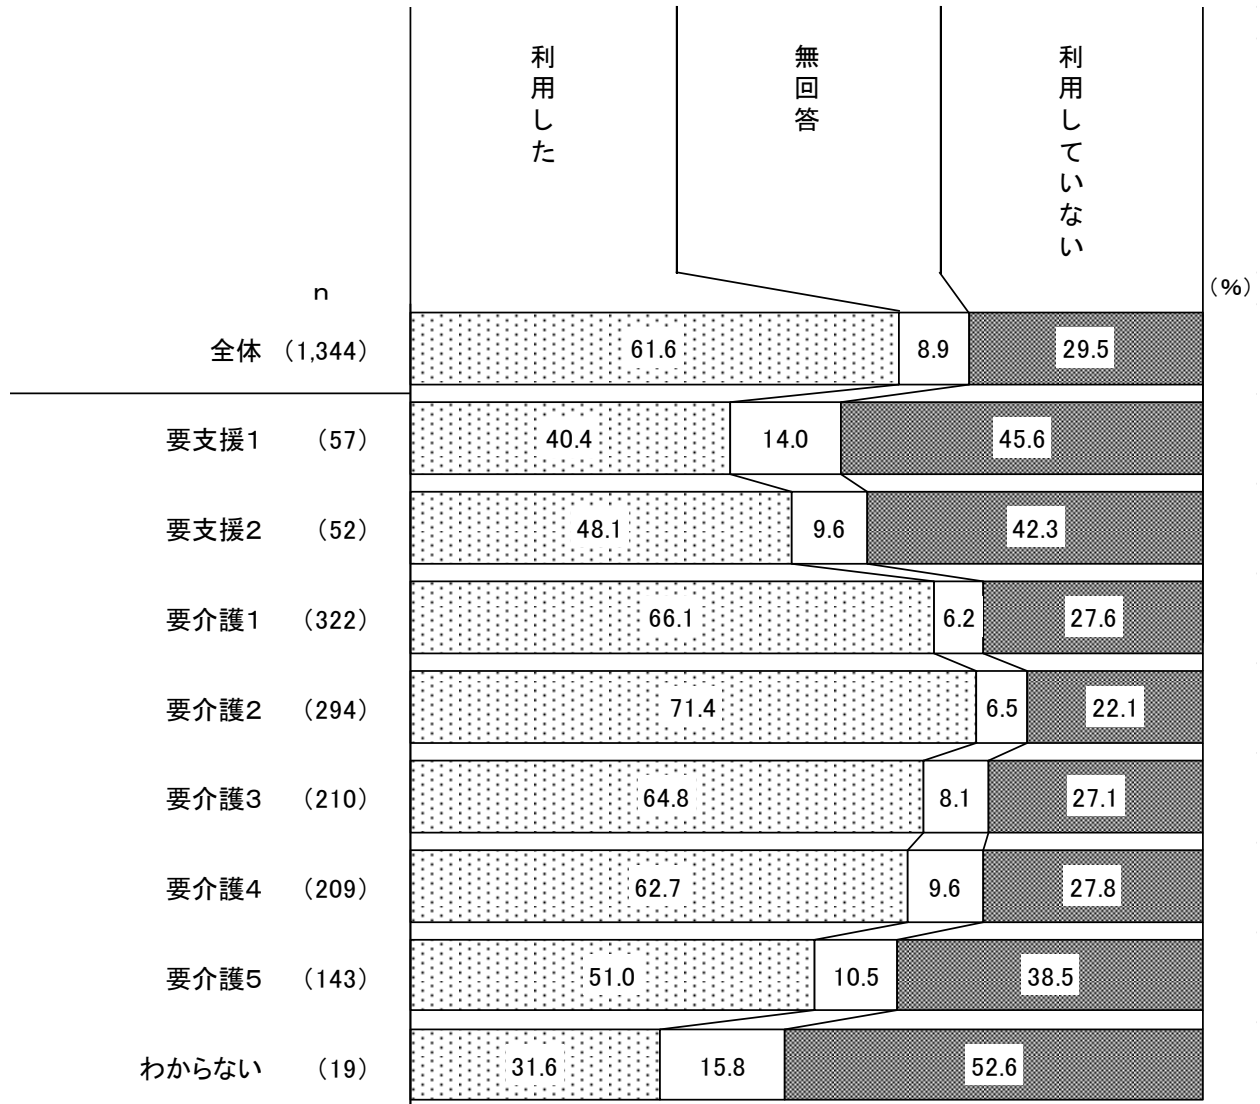 利用した
無回答
利用していない
(%)
n
全体 (1,344) 61.6 8.9 29.5
要支援1 (57) 40.4 14.0 45.6
要支援2 (52) 48.1 9.6 42.3
要介護1 (322) 66.1 6.2 27.6
要介護2 (294) 71.4 6.5 22.1
要介護3 (210) 64.8 8.1 27.1
要介護4 (209) 62.7 9.6 27.8
要介護5 (143) 51.0 10.5 38.5
わからない (19) 31.6 15.8 52.6